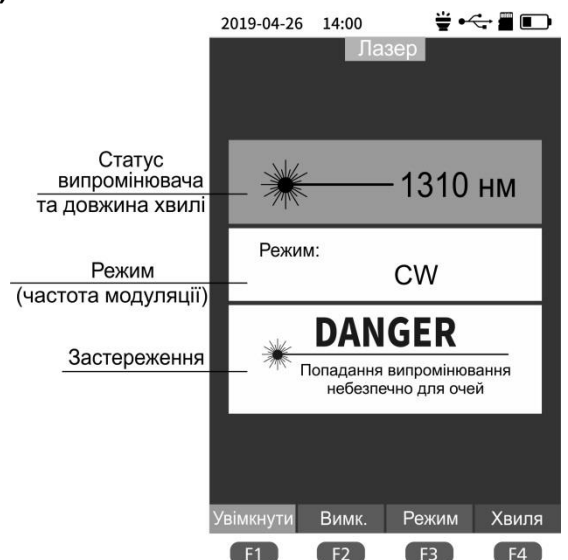 2019-04-26 14:00
Лазер
Статус
випромінювача
та довжина хвилі
1310 нм
Режим:
CW
Режим
(частота модуляції)
DANGER
Попадання випромінювання
небезпечно для очей
Застереження
Увімкнути Вимк. Режим Хвиля
F1 F2 F3 F4